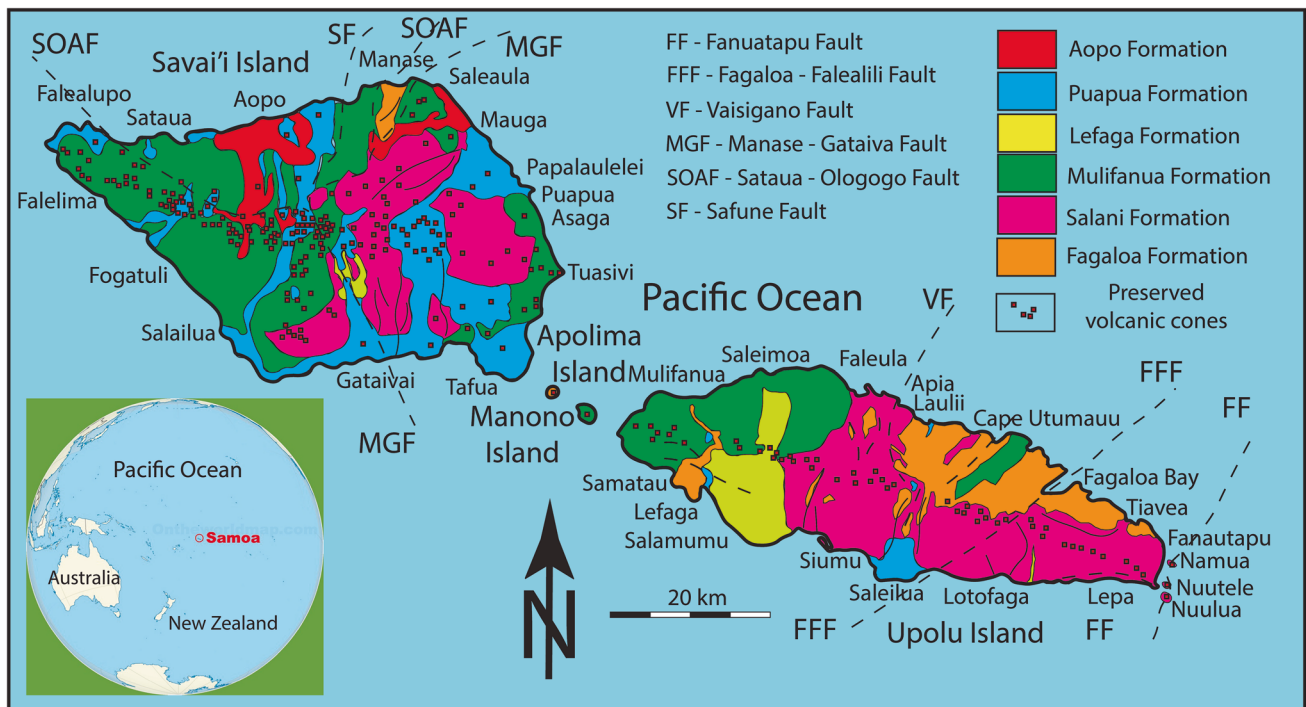 SOAF
SF
SOAF
MGF
Savai'i Island
Manase
Saleaula
Falealupo
Sataua
Aopo
Mauga
Papalaulelei
Puapua
Asaga
Falelima
Fogatuli
Tuasivi
Salailua
Gataivai
Tafua
MGF
FF - Fanuatapu Fault
FFF - Fagaloa - Falealili Fault
VF - Vaisigano Fault
MGF - Manase - Gataiva Fault
SOAF - Sataua - Ologogo Fault
SF - Safune Fault
Aopo Formation
Puapua Formation
Lefaga Formation
Mulifanua Formation
Salani Formation
Fagaloa Formation
Preserved
volcanic cones
Pacific Ocean
Apolima
Island
Manono
Island
VF
FFF
FF
Mulifanua
Saleimoa
Faleula
Apia
Laulii
Cape Utumauu
Fagaloa Bay
Tiavea
Fanautapu
Namua
Nuutele
Nuulua
Samatau
Lefaga
Salamumu
Siumu
Saleilua
Lotofaga
Lepa
FFF
Upolu Island
FF
N
20 km
Pacific Ocean
Ontheworldmap.com
Samoa
Australia
New Zealand